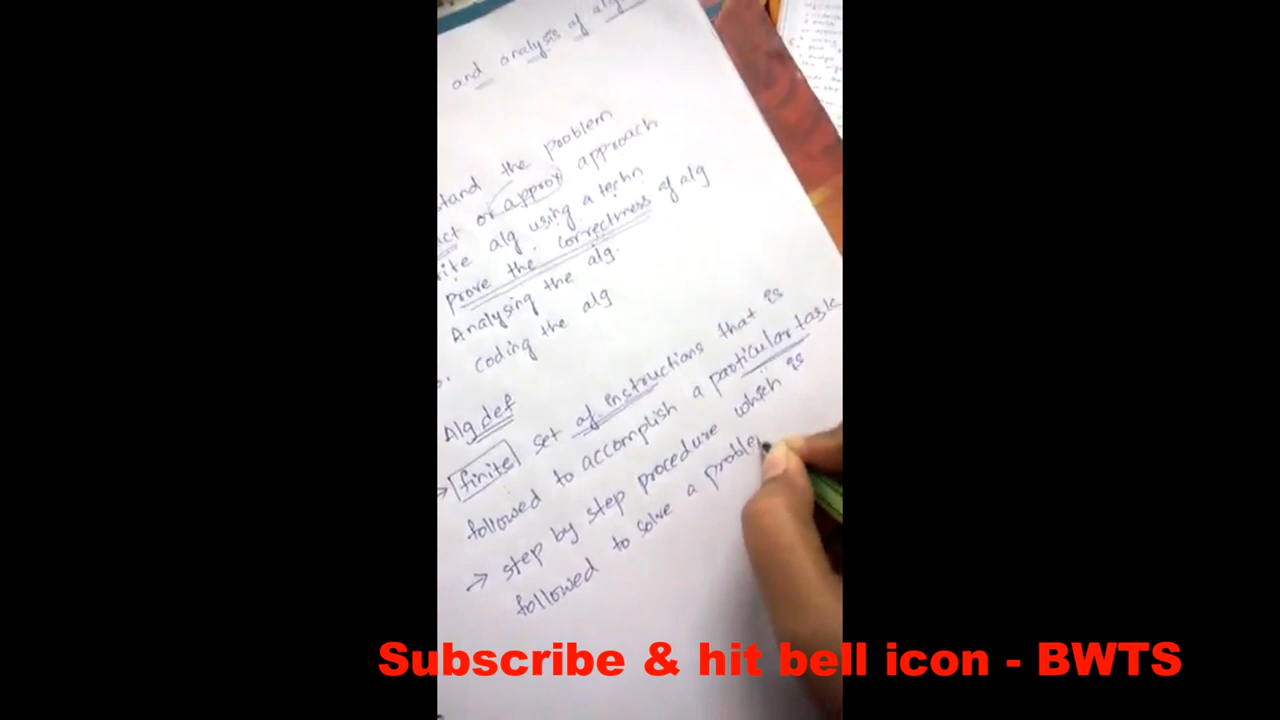 and analysis of
the problem
or approx approach
alg using a techn
prove the correctness of alg
Analysing the alg.
coding the alg
Alg def
→ finite set of instructions that is
followed to accomplish a particular task
→ step by step procedure which is
followed to solve a proble
Subscribe & hit bell icon - BWTS